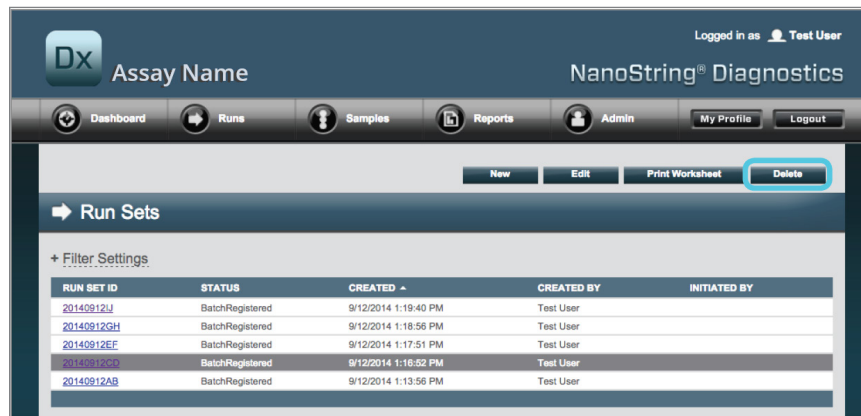 Logged in as Test User
Dx Assay Name NanoString® Diagnostics
Dashboard Runs Samples Reports Admin My Profile Logout
New Edit Print Worksheet Delete
Run Sets
+ Filter Settings
RUN SET ID STATUS CREATED CREATED BY INITIATED BY
20140912IJ BatchRegistered 9/12/2014 1:19:40 PM Test User
20140912GH BatchRegistered 9/12/2014 1:18:56 PM Test User
20140912EF BatchRegistered 9/12/2014 1:17:51 PM Test User
20140912CD BatchRegistered 9/12/2014 1:16:52 PM Test User
20140912AB BatchRegistered 9/12/2014 1:13:56 PM Test User